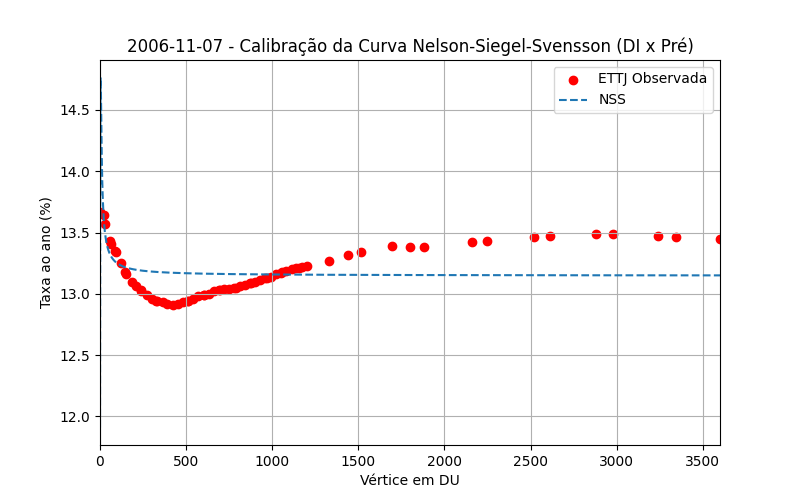 2006-11-07 - Calibração da Curva Nelson-Siegel-Svensson (DI x Pré)
ETTJ Observada
NSS
Taxa ao ano (%)
14.5
14.0
13.5
13.0
12.5
12.0
0 500 1000 1500 2000 2500 3000 3500
Vértice em DU